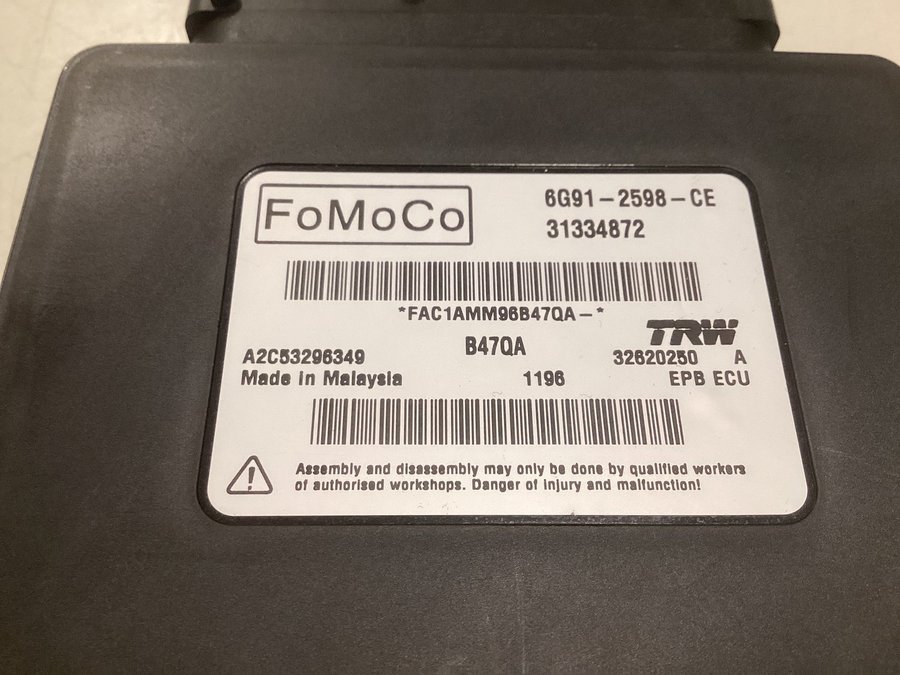 FoMoCo
6G91-2598-CE
31334872
*FAC1AMM96B47QA-*
TRW
B47QA
A2C53296349
32620250 A
Made in Malaysia
1196
EPB ECU
Assembly and disassembly may only be done by qualified workers
of authorised workshops. Danger of injury and malfunction!